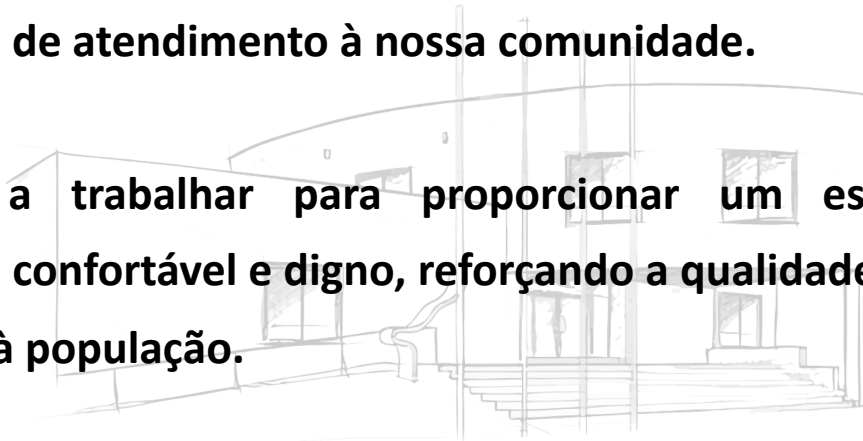 de atendimento à nossa comunidade.
a trabalhar para proporcionar um es
confortável e digno, reforçando a qualidade
à população.